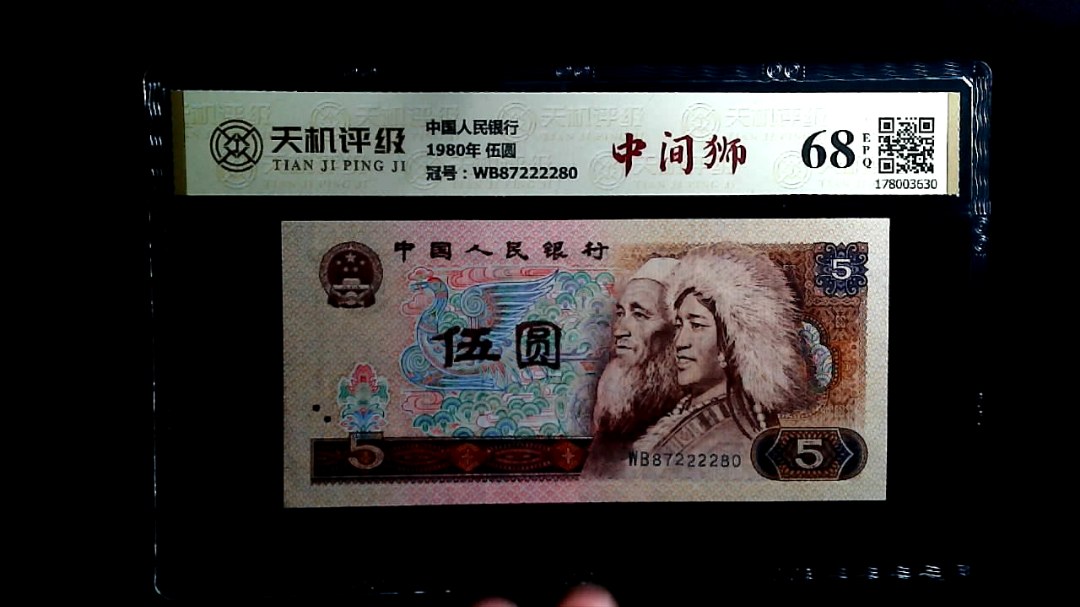 天机评级
TIAN JI PING JI
中国人民银行
1980年 伍圆
冠号：WB87222280
中间狮
68
EPQ
178003630
中国人民银行
5
伍圆
5
WB87222280
5